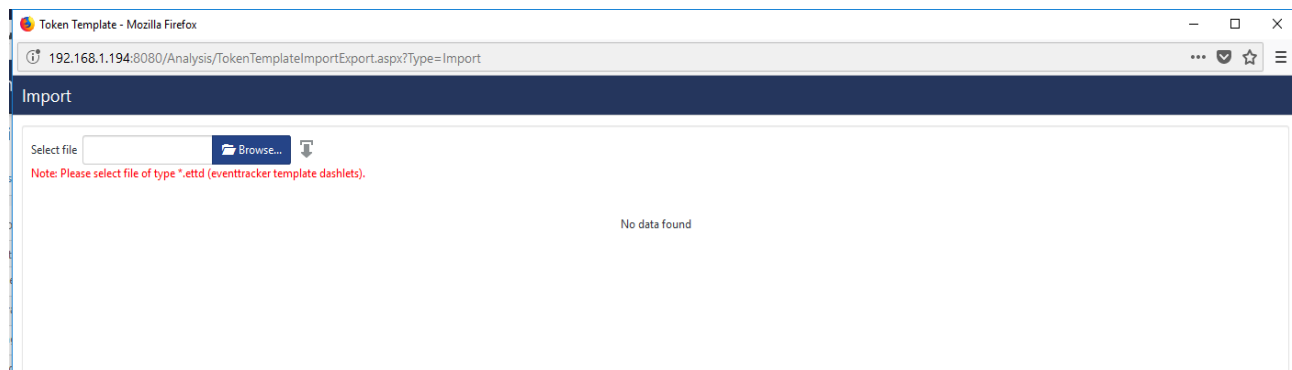 Token Template - Mozilla Firefox
192.168.1.194:8080/Analysis/TokenTemplateImportExport.aspx?Type=Import
Import
Select file Browse...
Note: Please select file of type *.ettd (eventtracker template dashlets).
No data found